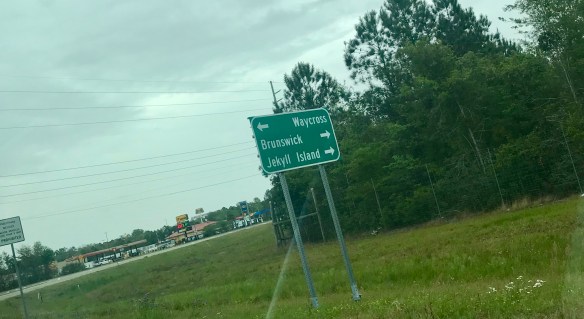 ← Waycross
Brunswick →
Jekyll Island →